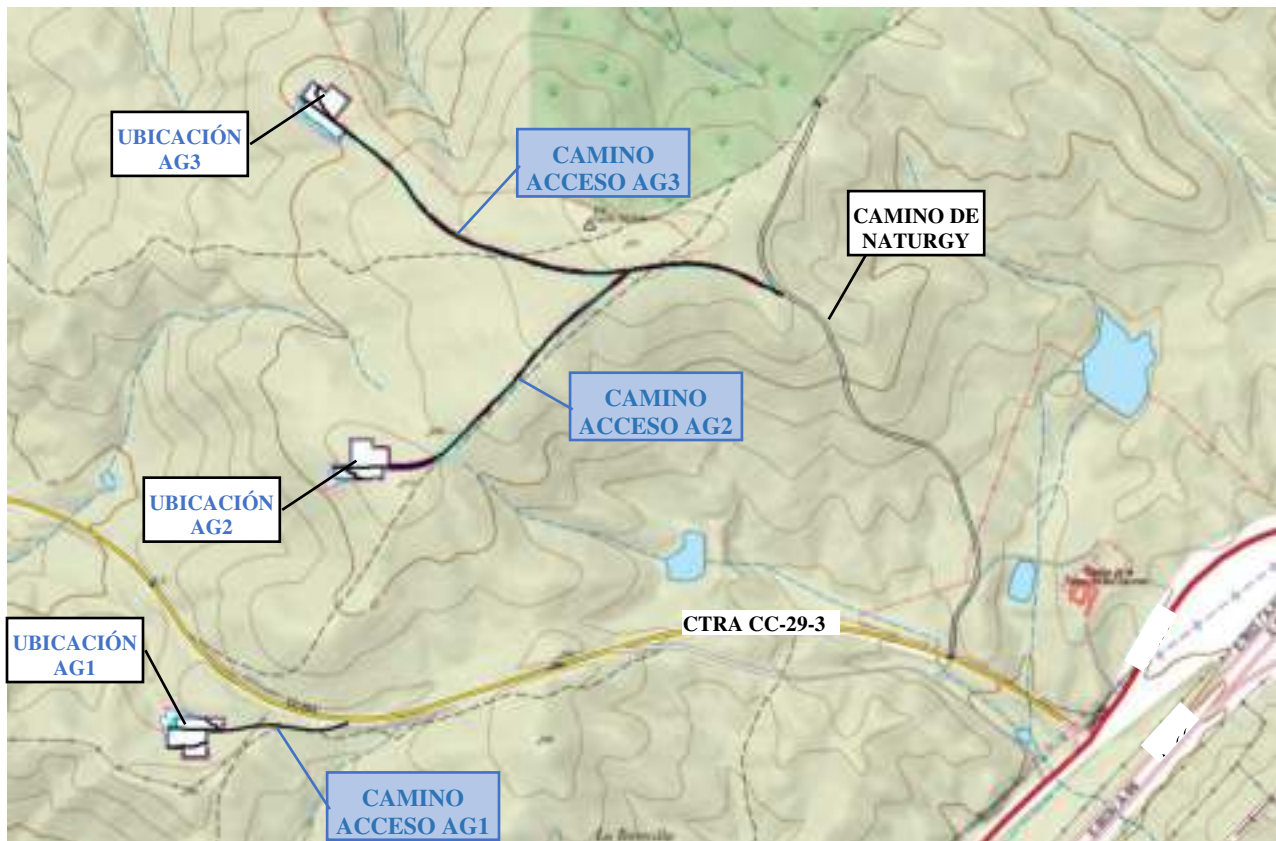 UBICACIÓN
AG3
CAMINO
ACCESO AG3
CAMINO DE
NATURGY
CAMINO
ACCESO AG2
UBICACIÓN
AG2
CTRA CC-29-3
UBICACIÓN
AG1
CAMINO
ACCESO AG1